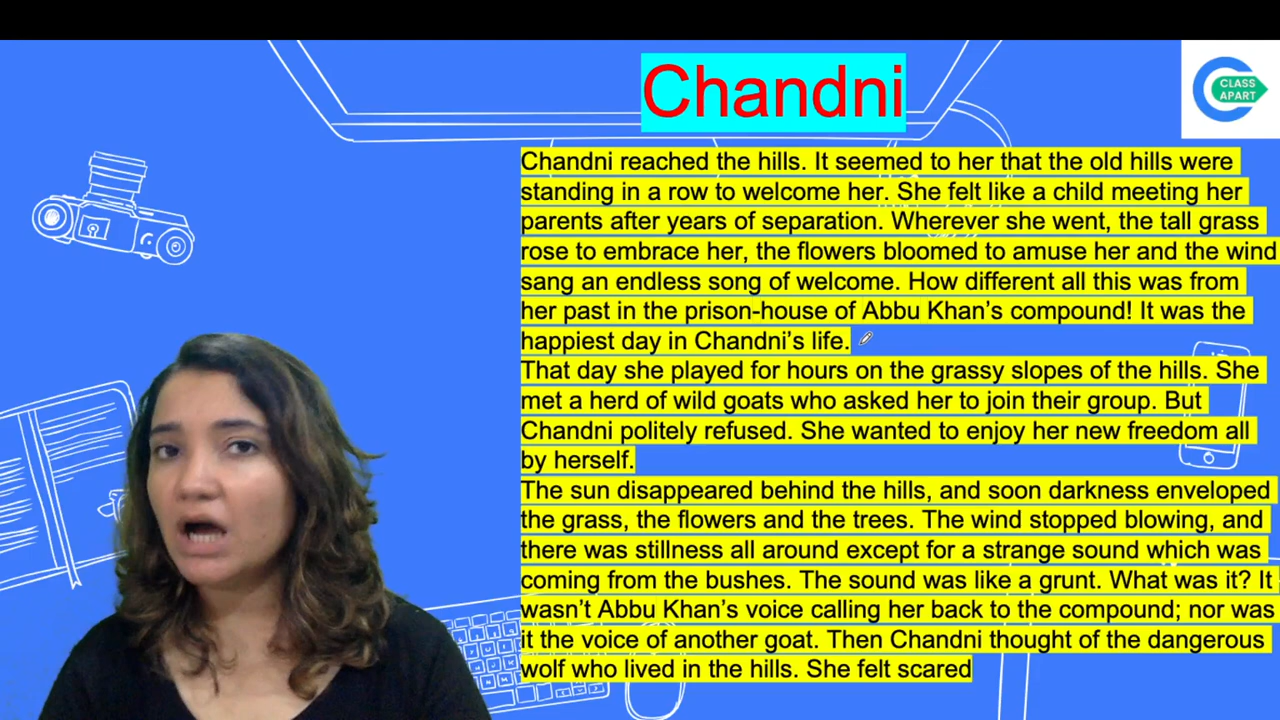 Chandni
CLASS
APART
Chandni reached the hills. It seemed to her that the old hills were
standing in a row to welcome her. She felt like a child meeting her
parents after years of separation. Wherever she went, the tall grass
rose to embrace her, the flowers bloomed to amuse her and the wind
sang an endless song of welcome. How different all this was from
her past in the prison-house of Abbu Khan’s compound! It was the
happiest day in Chandni’s life.
That day she played for hours on the grassy slopes of the hills. She
met a herd of wild goats who asked her to join their group. But
Chandni politely refused. She wanted to enjoy her new freedom all
by herself.
The sun disappeared behind the hills, and soon darkness enveloped
the grass, the flowers and the trees. The wind stopped blowing, and
there was stillness all around except for a strange sound which was
coming from the bushes. The sound was like a grunt. What was it? It
wasn’t Abbu Khan’s voice calling her back to the compound; nor was
it the voice of another goat. Then Chandni thought of the dangerous
wolf who lived in the hills. She felt scared